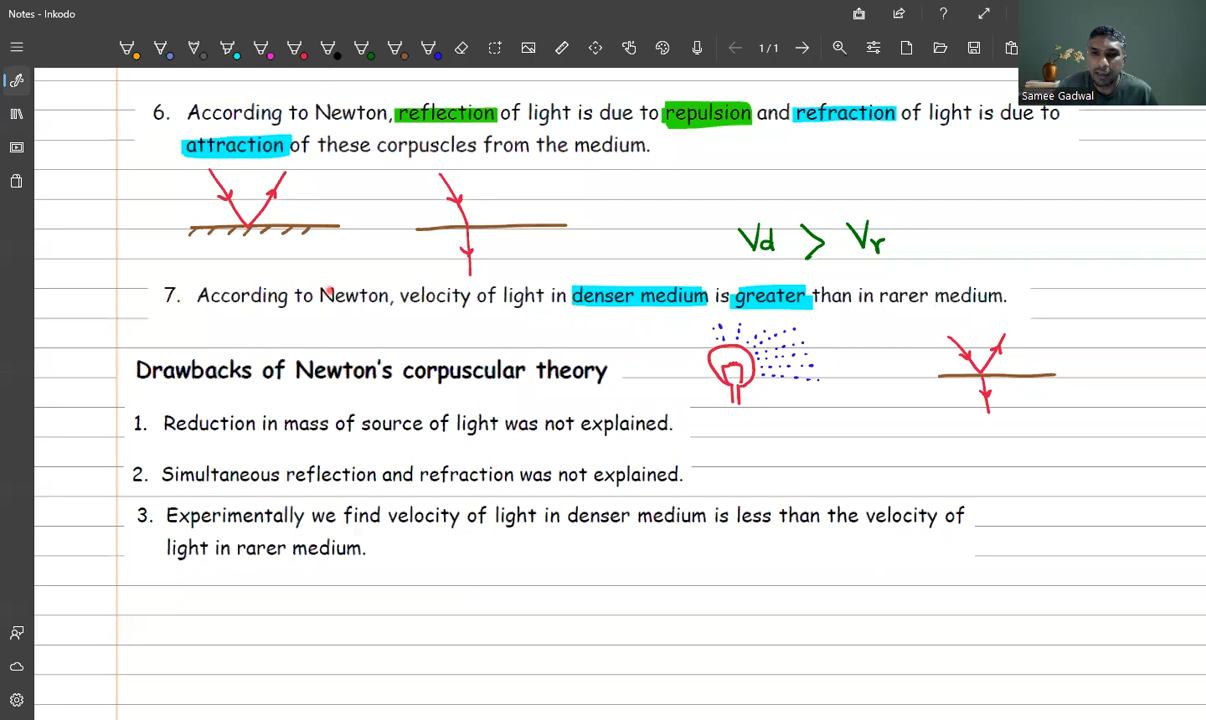 Notes - Inkodo
1/1
Samee Gadwal
6. According to Newton, reflection of light is due to repulsion and refraction of light is due to
attraction of these corpuscles from the medium.
Vd > Vr
7. According to Newton, velocity of light in denser medium is greater than in rarer medium.
Drawbacks of Newton's corpuscular theory
1. Reduction in mass of source of light was not explained.
2. Simultaneous reflection and refraction was not explained.
3. Experimentally we find velocity of light in denser medium is less than the velocity of
light in rarer medium.